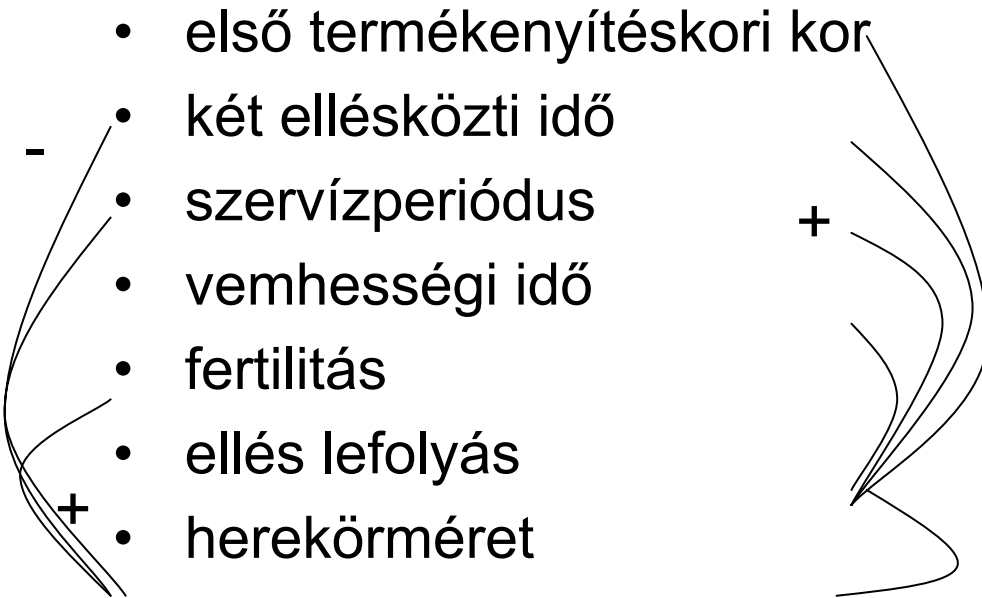 • első termékenyítéskori kor
• két ellésközti idő
-
• szervízperiódus
+
• vemhességi idő
• fertilitás
• ellés lefolyás
+
• herekörméret